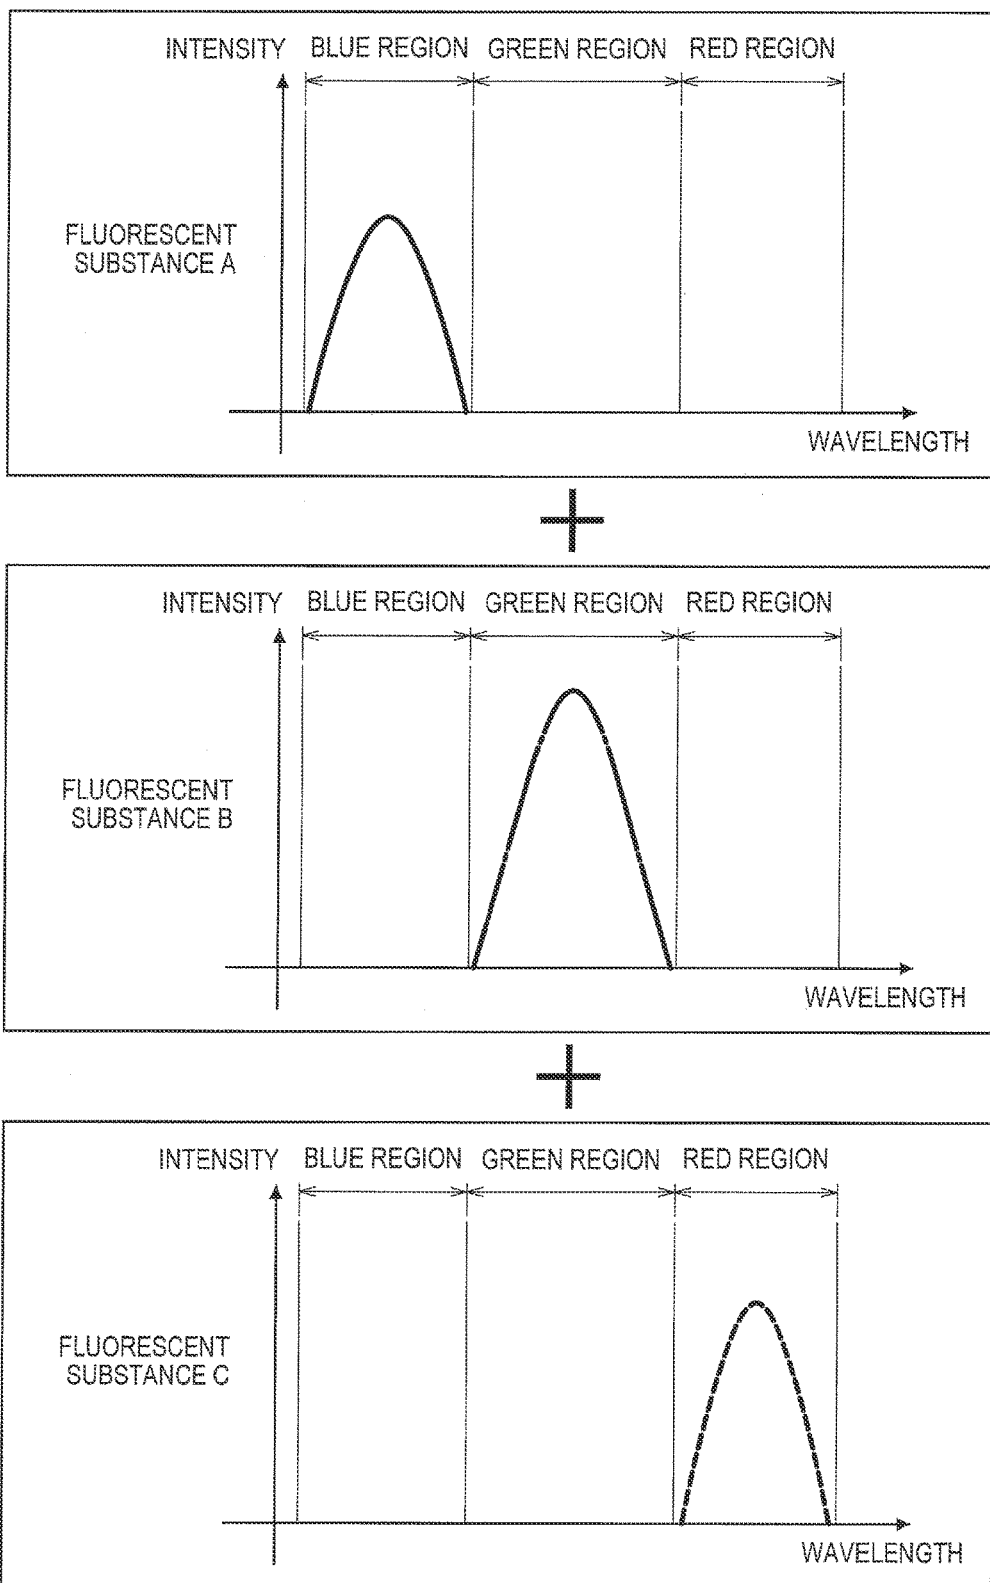 INTENSITY BLUE REGION GREEN REGION RED REGION
FLUORESCENT
SUBSTANCE A
WAVELENGTH
+
INTENSITY BLUE REGION GREEN REGION RED REGION
FLUORESCENT
SUBSTANCE B
WAVELENGTH
+
INTENSITY BLUE REGION GREEN REGION RED REGION
FLUORESCENT
SUBSTANCE C
WAVELENGTH